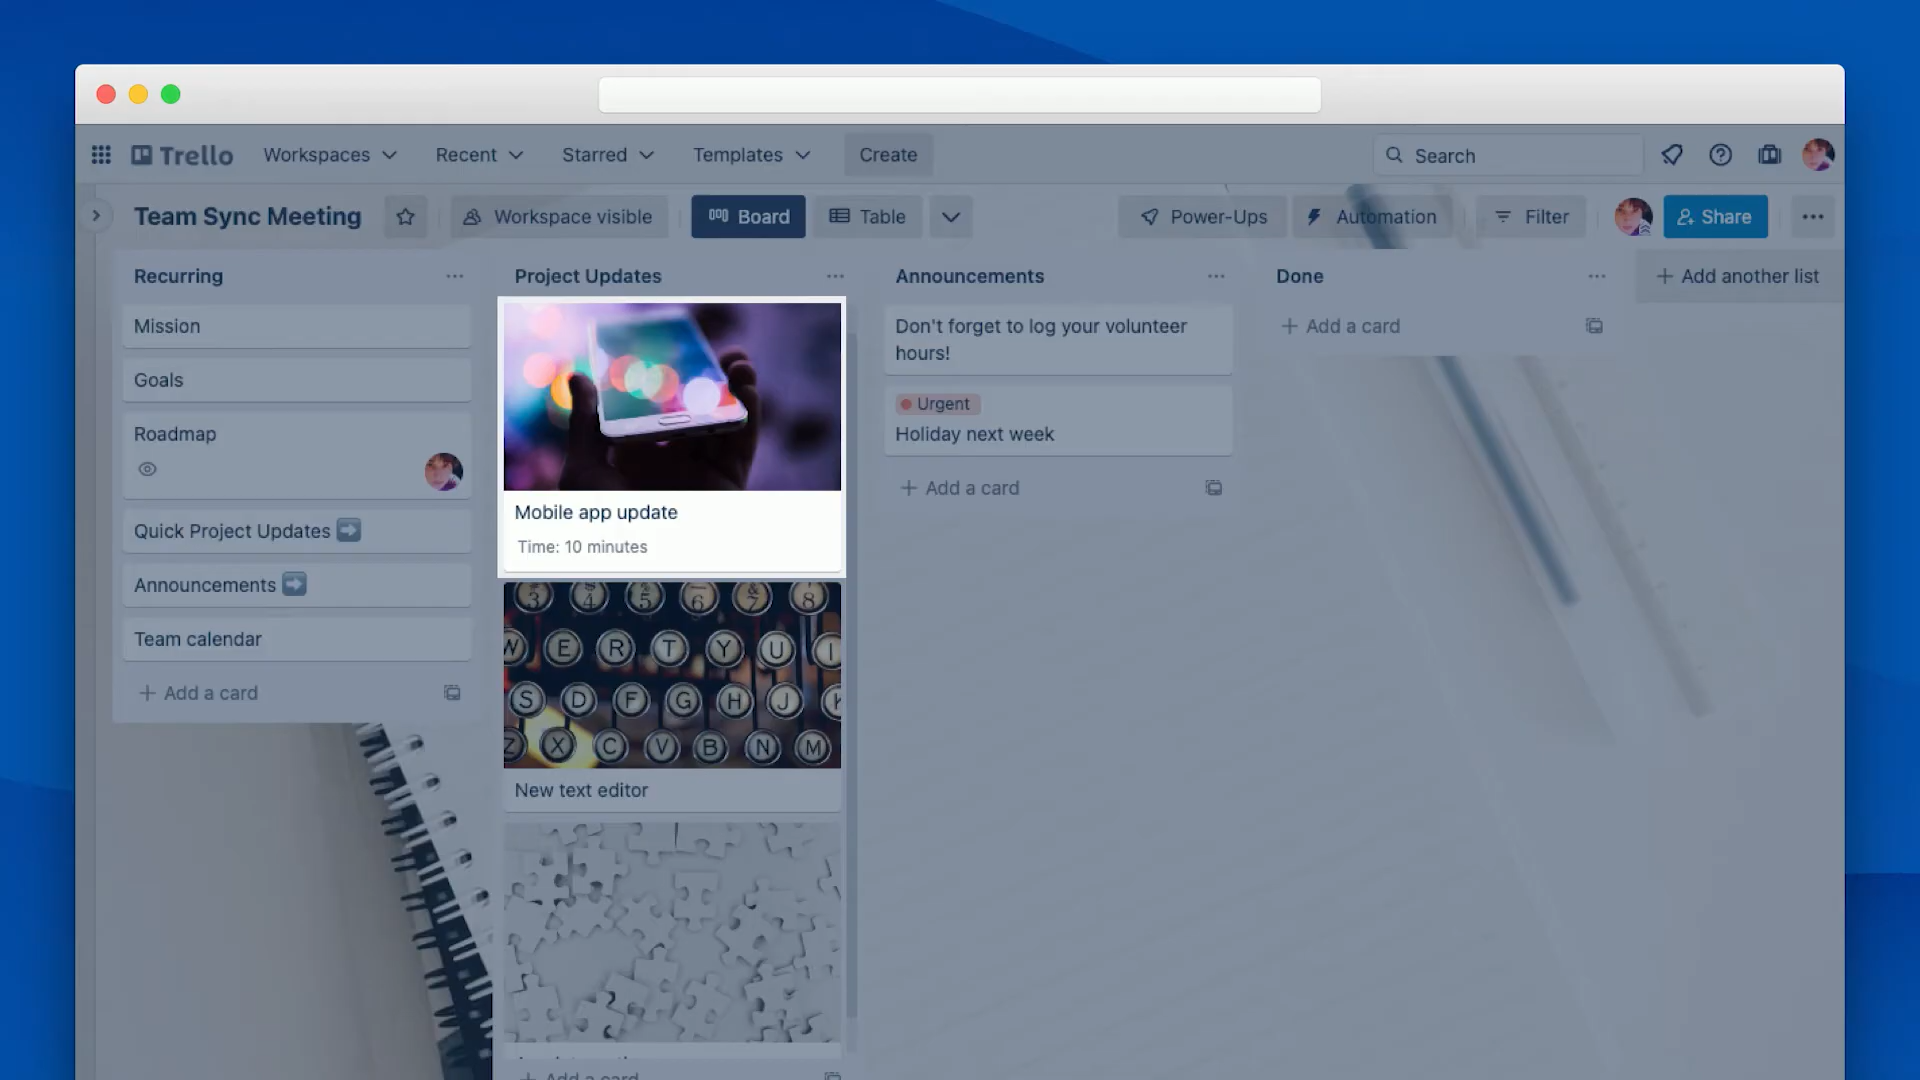 Trello
Workspaces
Recent
Starred
Templates
Create
Search
Team Sync Meeting
Workspace visible
Board
Table
Power-Ups
Automation
Filter
Share
Recurring
Mission
Goals
Roadmap
Quick Project Updates ➡️
Announcements ➡️
Team calendar
+ Add a card
Project Updates
Mobile app update
Time: 10 minutes
3 $ 4 5 6 & 7 8
W E R T Y U I
S D F G H J K
Z X C V B N M
New text editor
+ Add a card
Announcements
Don't forget to log your volunteer
hours!
Urgent
Holiday next week
+ Add a card
Done
+ Add a card
+ Add another list